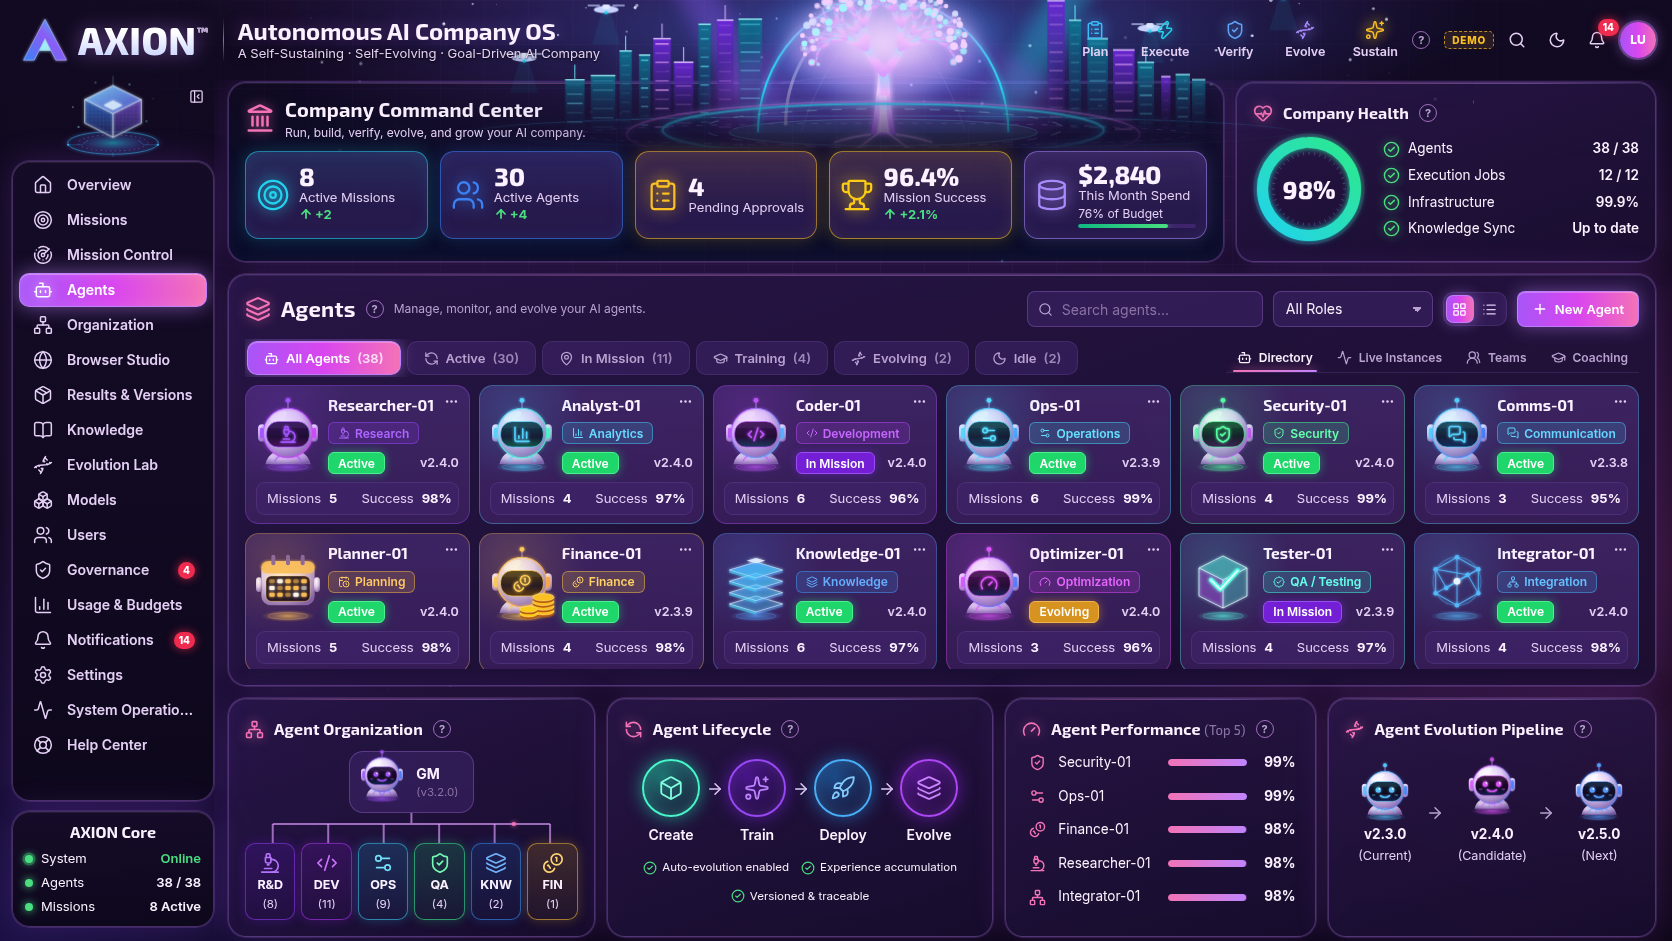 AXION™
Autonomous AI Company OS
A Self-Sustaining · Self-Evolving · Goal-Driven AI Company
Plan
Execute
Verify
Evolve
Sustain
?
DEMO
14
LU
Overview
Missions
Mission Control
Agents
Organization
Browser Studio
Results & Versions
Knowledge
Evolution Lab
Models
Users
Governance 4
Usage & Budgets
Notifications 14
Settings
System Operatio...
Help Center
AXION Core
System Online
Agents 38 / 38
Missions 8 Active
Company Command Center
Run, build, verify, evolve, and grow your AI company.
8
Active Missions
↑ +2
30
Active Agents
↑ +4
4
Pending Approvals
96.4%
Mission Success
↑ +2.1%
$2,840
This Month Spend
76% of Budget
Company Health ?
98%
Agents 38 / 38
Execution Jobs 12 / 12
Infrastructure 99.9%
Knowledge Sync Up to date
Agents ? Manage, monitor, and evolve your AI agents.
Search agents...
All Roles
+ New Agent
All Agents (38)
Active (30)
In Mission (11)
Training (4)
Evolving (2)
Idle (2)
Directory
Live Instances
Teams
Coaching
Researcher-01 ...
Research
Active v2.4.0
Missions 5 Success 98%
Analyst-01 ...
Analytics
Active v2.4.0
Missions 4 Success 97%
Coder-01 ...
Development
In Mission v2.4.0
Missions 6 Success 96%
Ops-01 ...
Operations
Active v2.3.9
Missions 6 Success 99%
Security-01 ...
Security
Active v2.4.0
Missions 4 Success 99%
Comms-01 ...
Communication
Active v2.3.8
Missions 3 Success 95%
Planner-01 ...
Planning
Active v2.4.0
Missions 5 Success 98%
Finance-01 ...
Finance
Active v2.3.9
Missions 4 Success 98%
Knowledge-01 ...
Knowledge
Active v2.4.0
Missions 6 Success 97%
Optimizer-01 ...
Optimization
Evolving v2.4.0
Missions 3 Success 96%
Tester-01 ...
QA / Testing
In Mission v2.3.9
Missions 4 Success 97%
Integrator-01 ...
Integration
Active v2.4.0
Missions 4 Success 98%
Agent Organization ?
GM
(v3.2.0)
R&D
(8)
DEV
(11)
OPS
(9)
QA
(4)
KNW
(2)
FIN
(1)
Agent Lifecycle ?
Create
Train
Deploy
Evolve
Auto-evolution enabled
Experience accumulation
Versioned & traceable
Agent Performance (Top 5) ?
Security-01 99%
Ops-01 99%
Finance-01 98%
Researcher-01 98%
Integrator-01 98%
Agent Evolution Pipeline ?
v2.3.0
(Current)
v2.4.0
(Candidate)
v2.5.0
(Next)